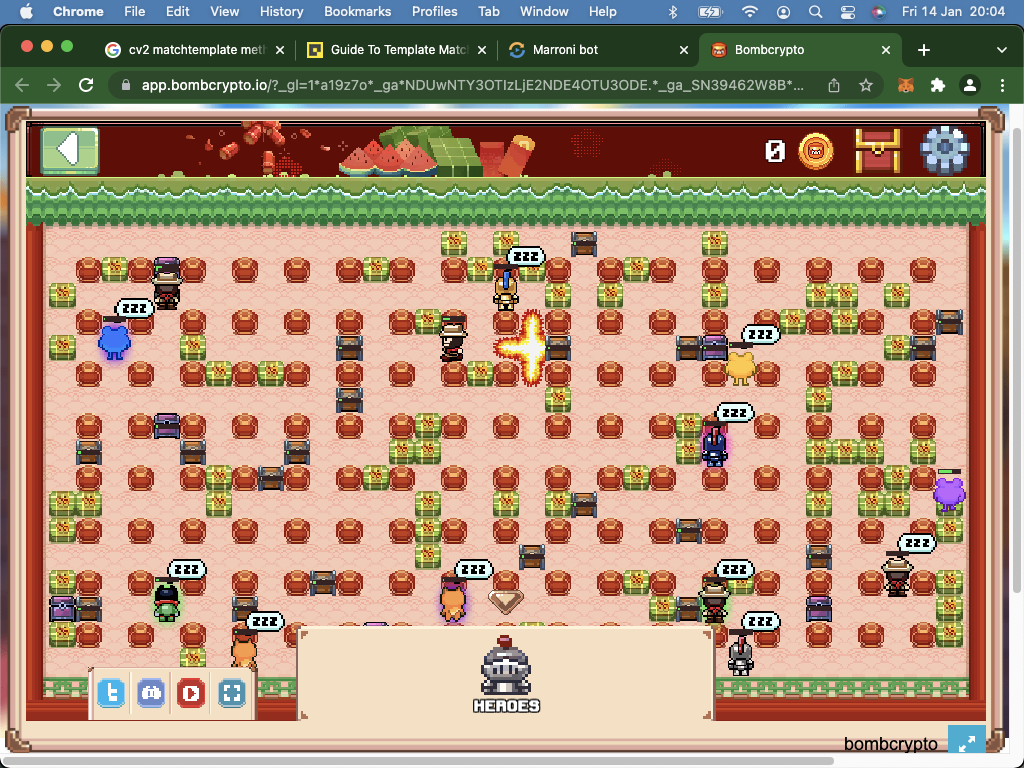 Chrome File Edit View History Bookmarks Profiles Tab Window Help Fri 14 Jan 20:04
cv2 matchtemplate meth Guide To Template Matc Marroni bot Bombcrypto
app.bombcrypto.io/?_gl=1*a19z7o*_ga*NDUwNTY3OTIzLjE2NDE4OTU3ODE.*_ga_SN39462W8B*...
0
zzz
zzz
zzz
zzz
zzz
zzz
zzz
zzz
zzz
zzz
HEROES
bombcrypto